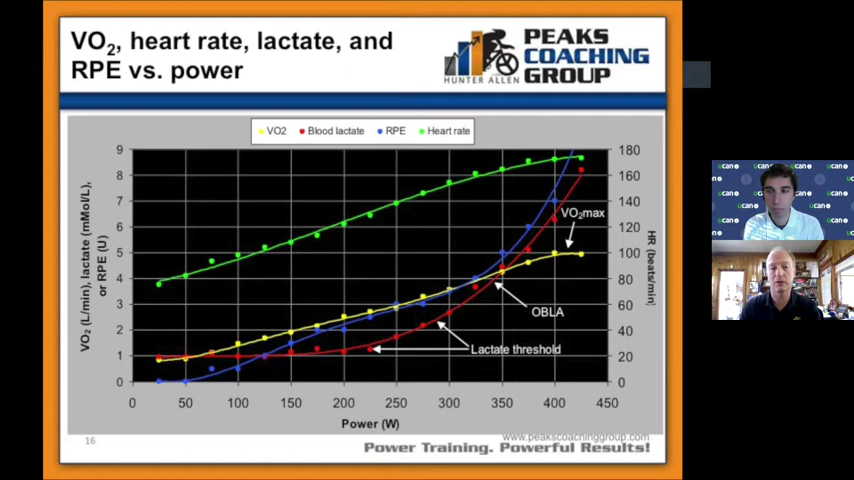 VO2, heart rate, lactate, and
RPE vs. power
HUNTER ALLEN
PEAKS
COACHING
GROUP
VO2 Blood lactate RPE Heart rate
9
8
7
6
5
4
3
2
1
0
VO2 (L/min), lactate (mMol/L),
or RPE (U)
180
160
140
120
100
80
60
40
20
0
HR (beats/min)
VO2max
OBLA
Lactate threshold
0 50 100 150 200 250 300 350 400 450
Power (W)
16
www.peakscoachinggroup.com
Power Training. Powerful Results!
ucan
ucan
ucan